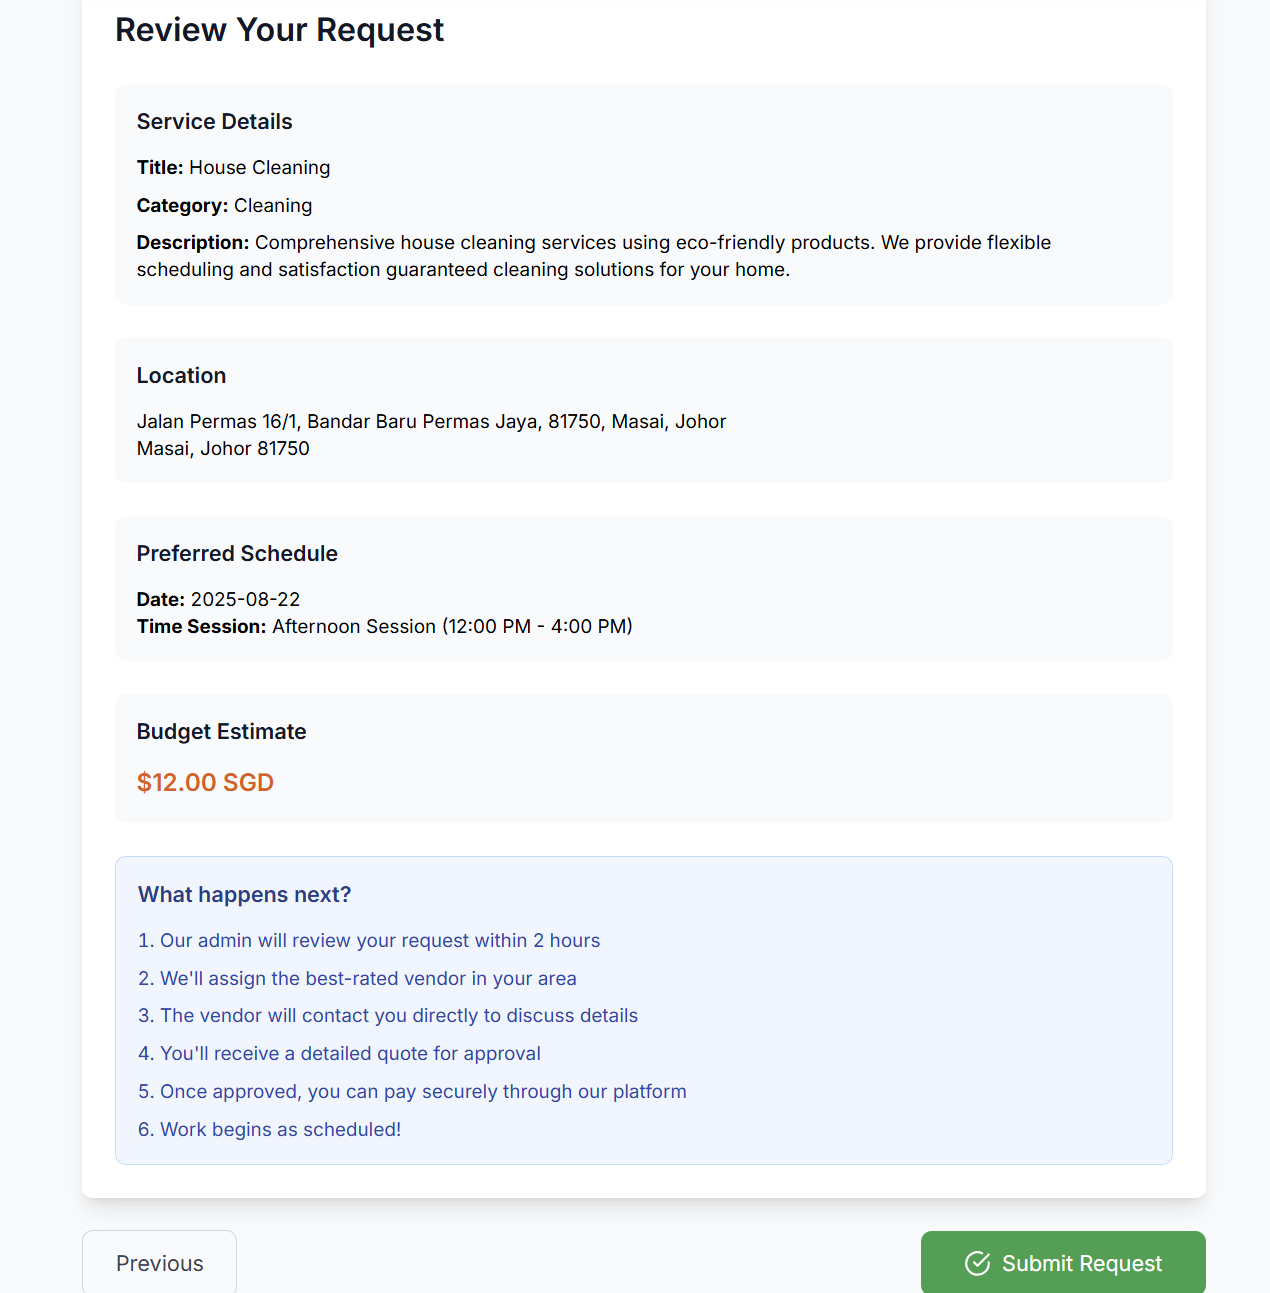 Review Your Request
Service Details
Title: House Cleaning
Category: Cleaning
Description: Comprehensive house cleaning services using eco-friendly products. We provide flexible
scheduling and satisfaction guaranteed cleaning solutions for your home.
Location
Jalan Permas 16/1, Bandar Baru Permas Jaya, 81750, Masai, Johor
Masai, Johor 81750
Preferred Schedule
Date: 2025-08-22
Time Session: Afternoon Session (12:00 PM - 4:00 PM)
Budget Estimate
$12.00 SGD
What happens next?
1. Our admin will review your request within 2 hours
2. We'll assign the best-rated vendor in your area
3. The vendor will contact you directly to discuss details
4. You'll receive a detailed quote for approval
5. Once approved, you can pay securely through our platform
6. Work begins as scheduled!
Previous
Submit Request